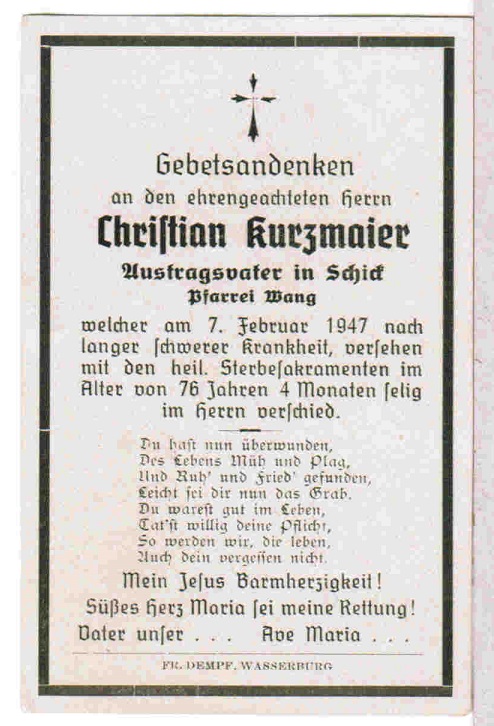 Gebetsandenken
an den ehrengeachteten Herrn
Christian Kurzmaier
Austragsvater in Schick
Pfarrei Wang
welcher am 7. Februar 1947 nach
langer schwerer Krankheit, versehen
mit den heil. Sterbesakramenten im
Alter von 76 Jahren 4 Monaten selig
im Herrn verschied.
Du hast nun überwunden,
Des Lebens Müh und Plag,
Und Ruh' und Fried' gefunden,
Leicht sei dir nun das Grab.
Du warest gut im Leben,
Tat'st willig deine Pflicht,
So werden wir, die leben,
Auch dein vergessen nicht.
Mein Jesus Barmherzigkeit!
Süßes Herz Maria sei meine Rettung!
Vater unser . . . Ave Maria . . .
FR. DEMPF, WASSERBURG